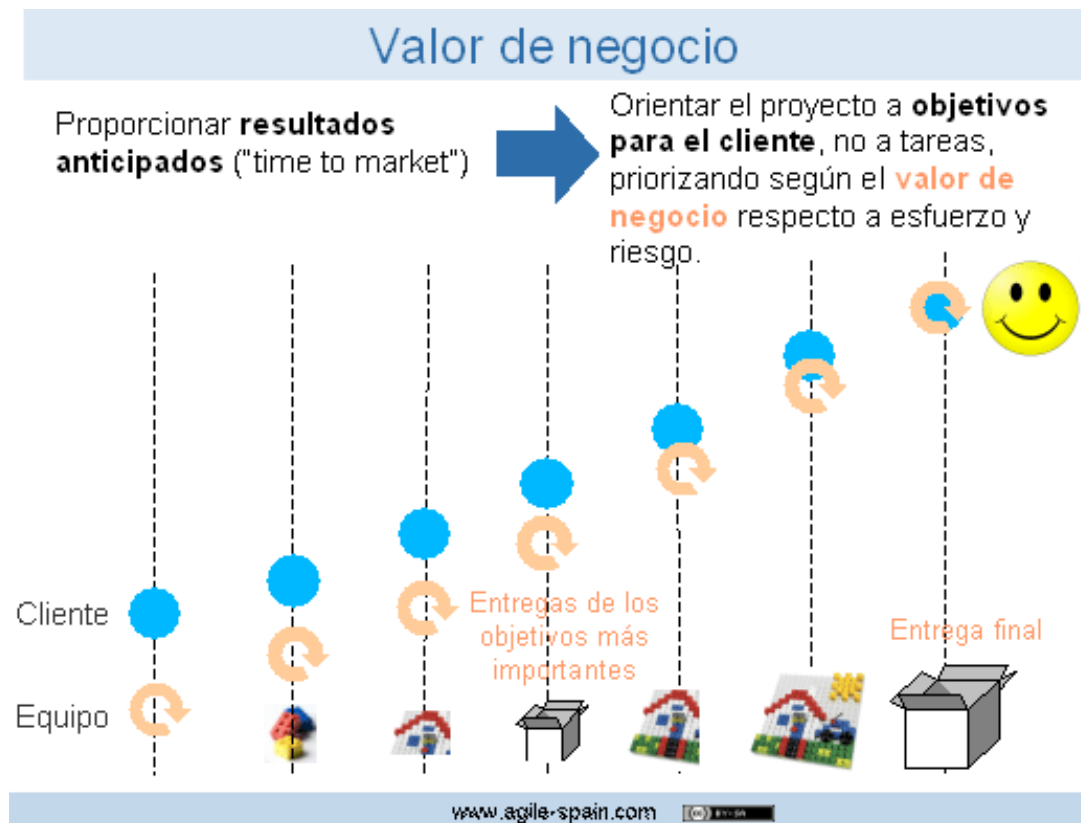 Valor de negocio
Proporcionar resultados
anticipados ("time to market")
Orientar el proyecto a objetivos
para el cliente, no a tareas,
priorizando según el valor de
negocio respecto a esfuerzo y
riesgo.
Cliente
Entregas de los
objetivos más
importantes
Entrega final
Equipo
www.agile-spain.com